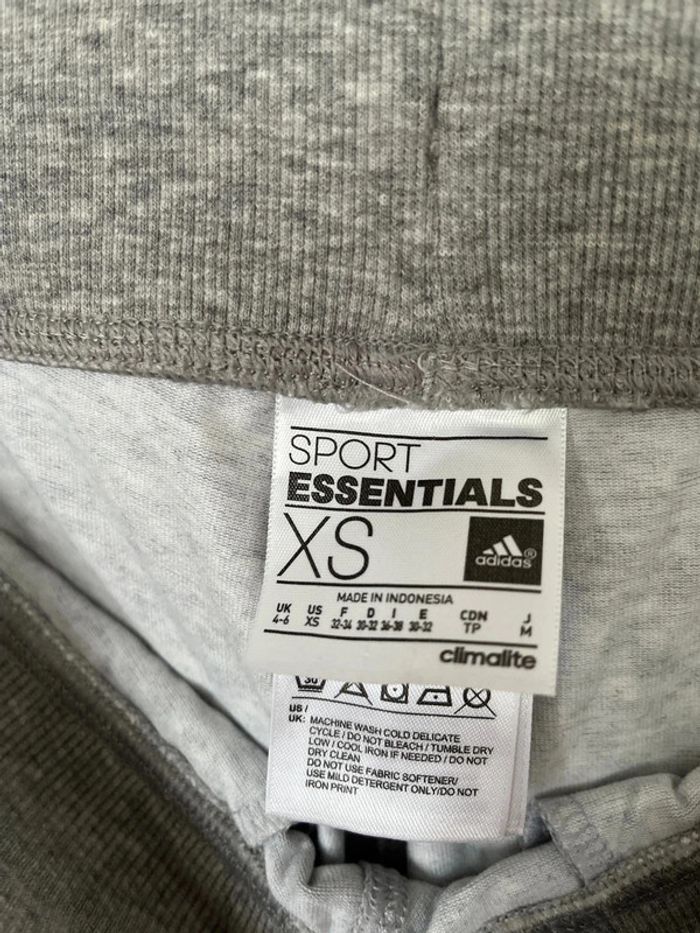 SPORT
ESSENTIALS
XS
adidas®
MADE IN INDONESIA
UK US F D I E CDN J
4-6 XS 32-34 30-32 36-38 30-32 TP M
climalite
30
US /
UK: MACHINE WASH COLD DELICATE
CYCLE / DO NOT BLEACH / TUMBLE DRY
LOW / COOL IRON IF NEEDED / DO NOT
DRY CLEAN
DO NOT USE FABRIC SOFTENER/
USE MILD DETERGENT ONLY/DO NOT
IRON PRINT